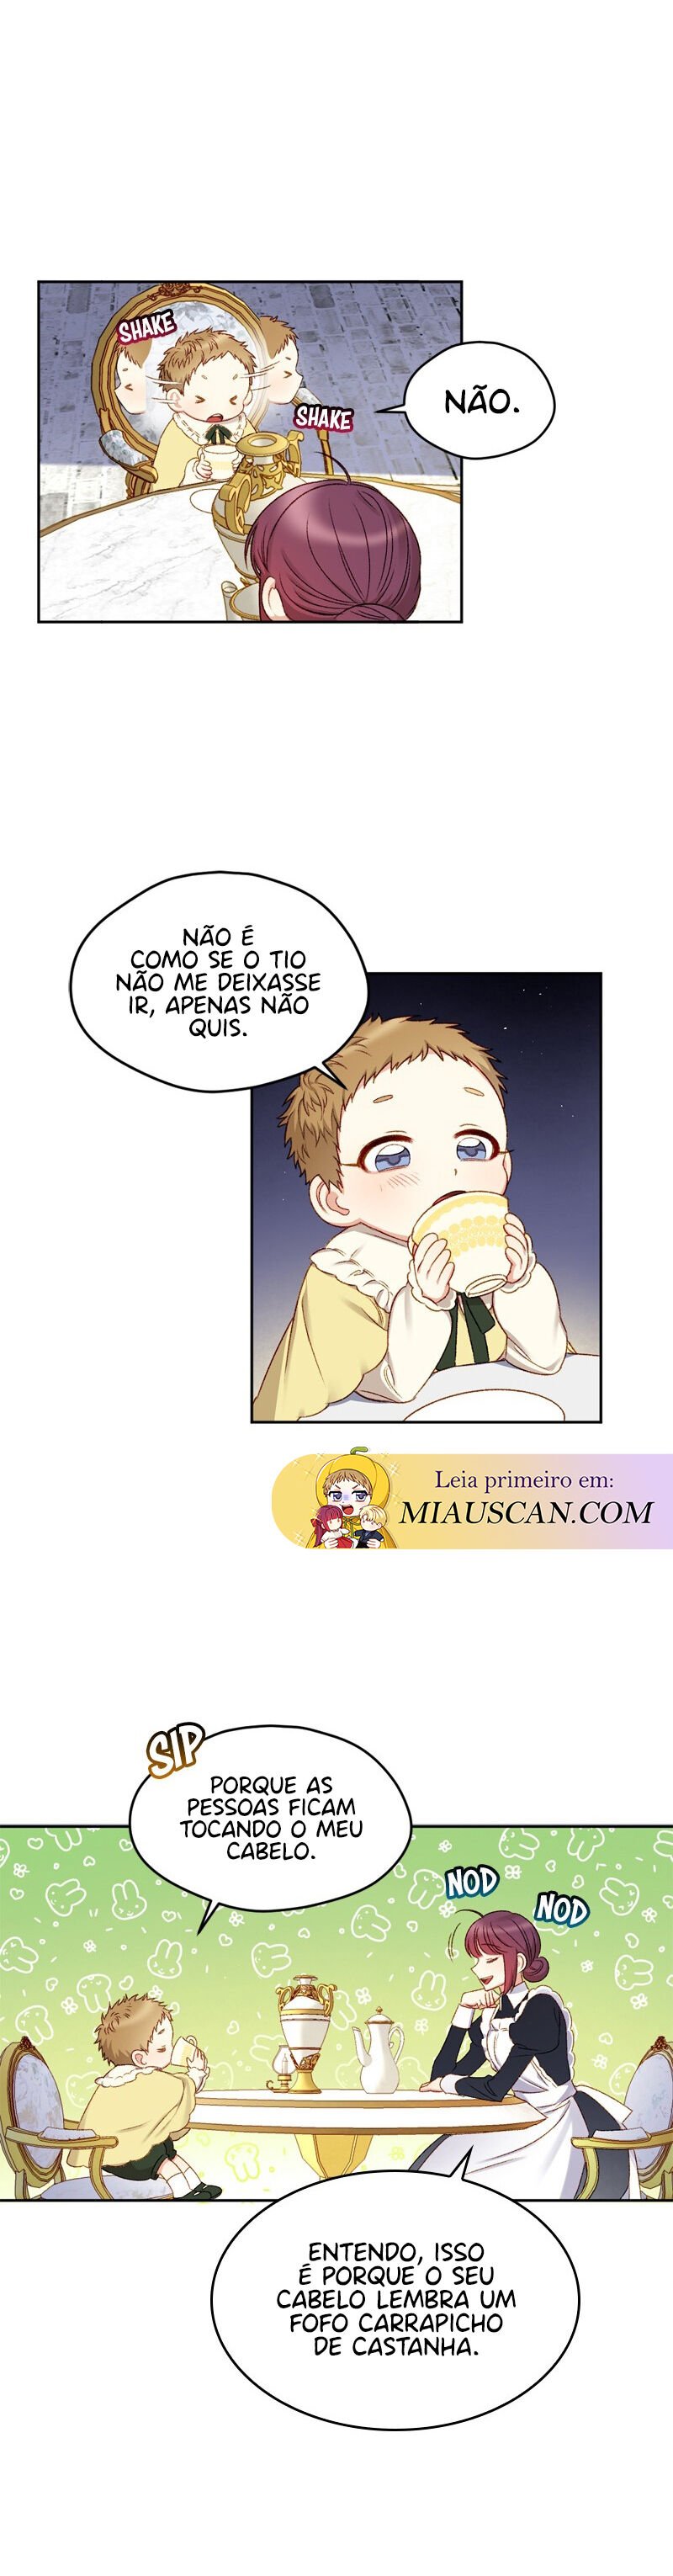 SHAKE
SHAKE
NÃO.
NÃO É
COMO SE O TIO
NÃO ME DEIXASSE
IR, APENAS NÃO
QUIS.
Leia primeiro em:
MIAUSCAN.COM
SIP
PORQUE AS
PESSOAS FICAM
TOCANDO O MEU
CABELO.
NOD
NOD
ENTENDO, ISSO
É PORQUE O SEU
CABELO LEMBRA UM
FOFO CARRAPICHO
DE CASTANHA.